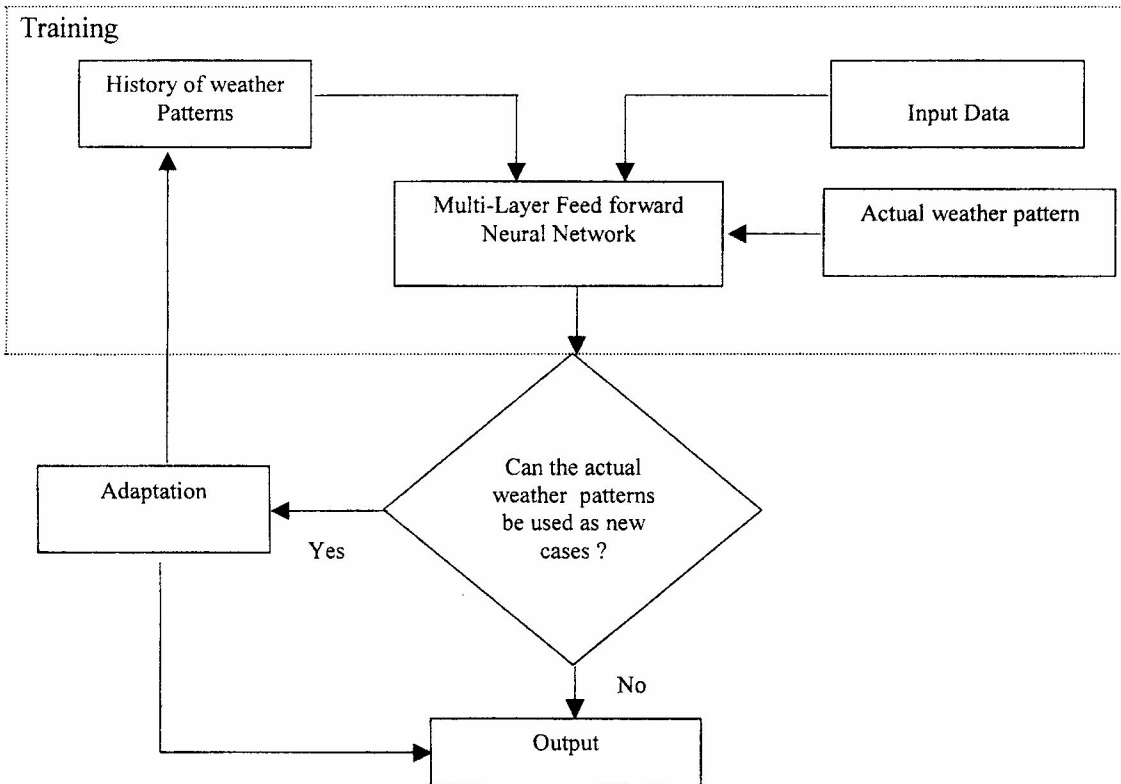 Training
History of weather
Patterns
Input Data
Multi-Layer Feed forward
Neural Network
Actual weather pattern
Can the actual
weather patterns
be used as new
cases ?
Adaptation
Yes
No
Output